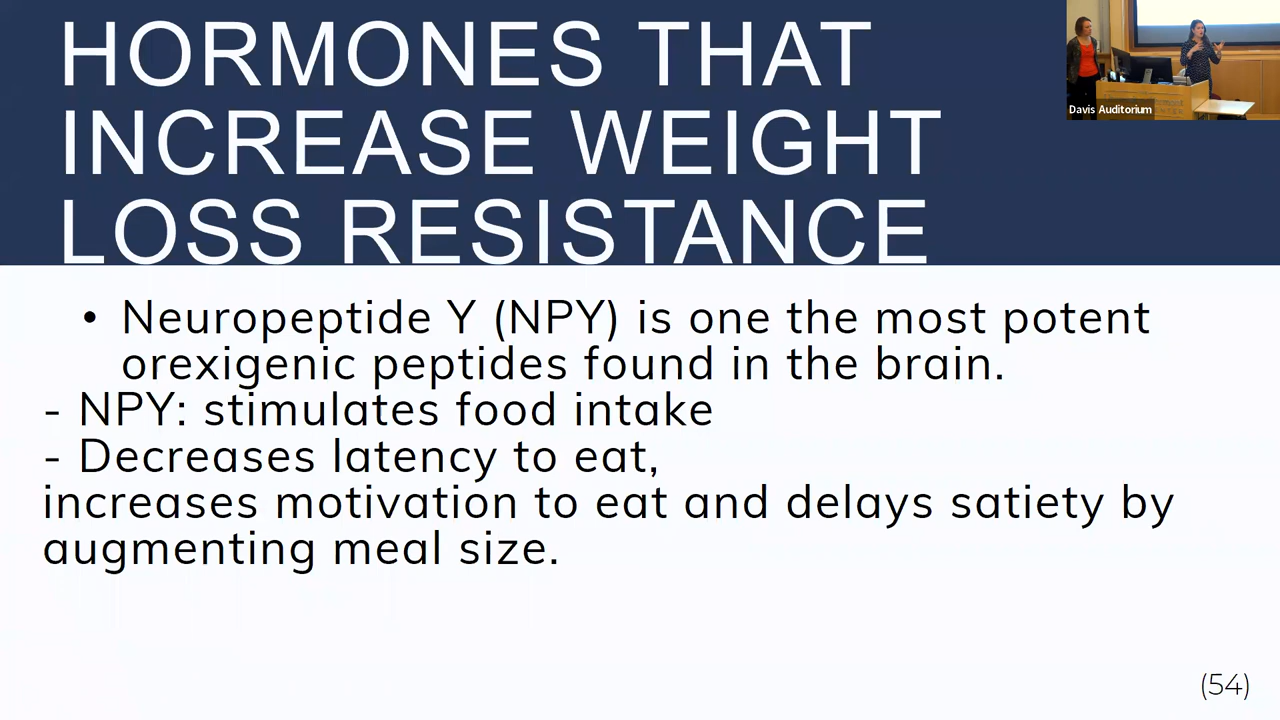 HORMONES THAT
INCREASE WEIGHT
LOSS RESISTANCE
Davis Auditorium
• Neuropeptide Y (NPY) is one the most potent
orexigenic peptides found in the brain.
- NPY: stimulates food intake
- Decreases latency to eat,
increases motivation to eat and delays satiety by
augmenting meal size.
(54)